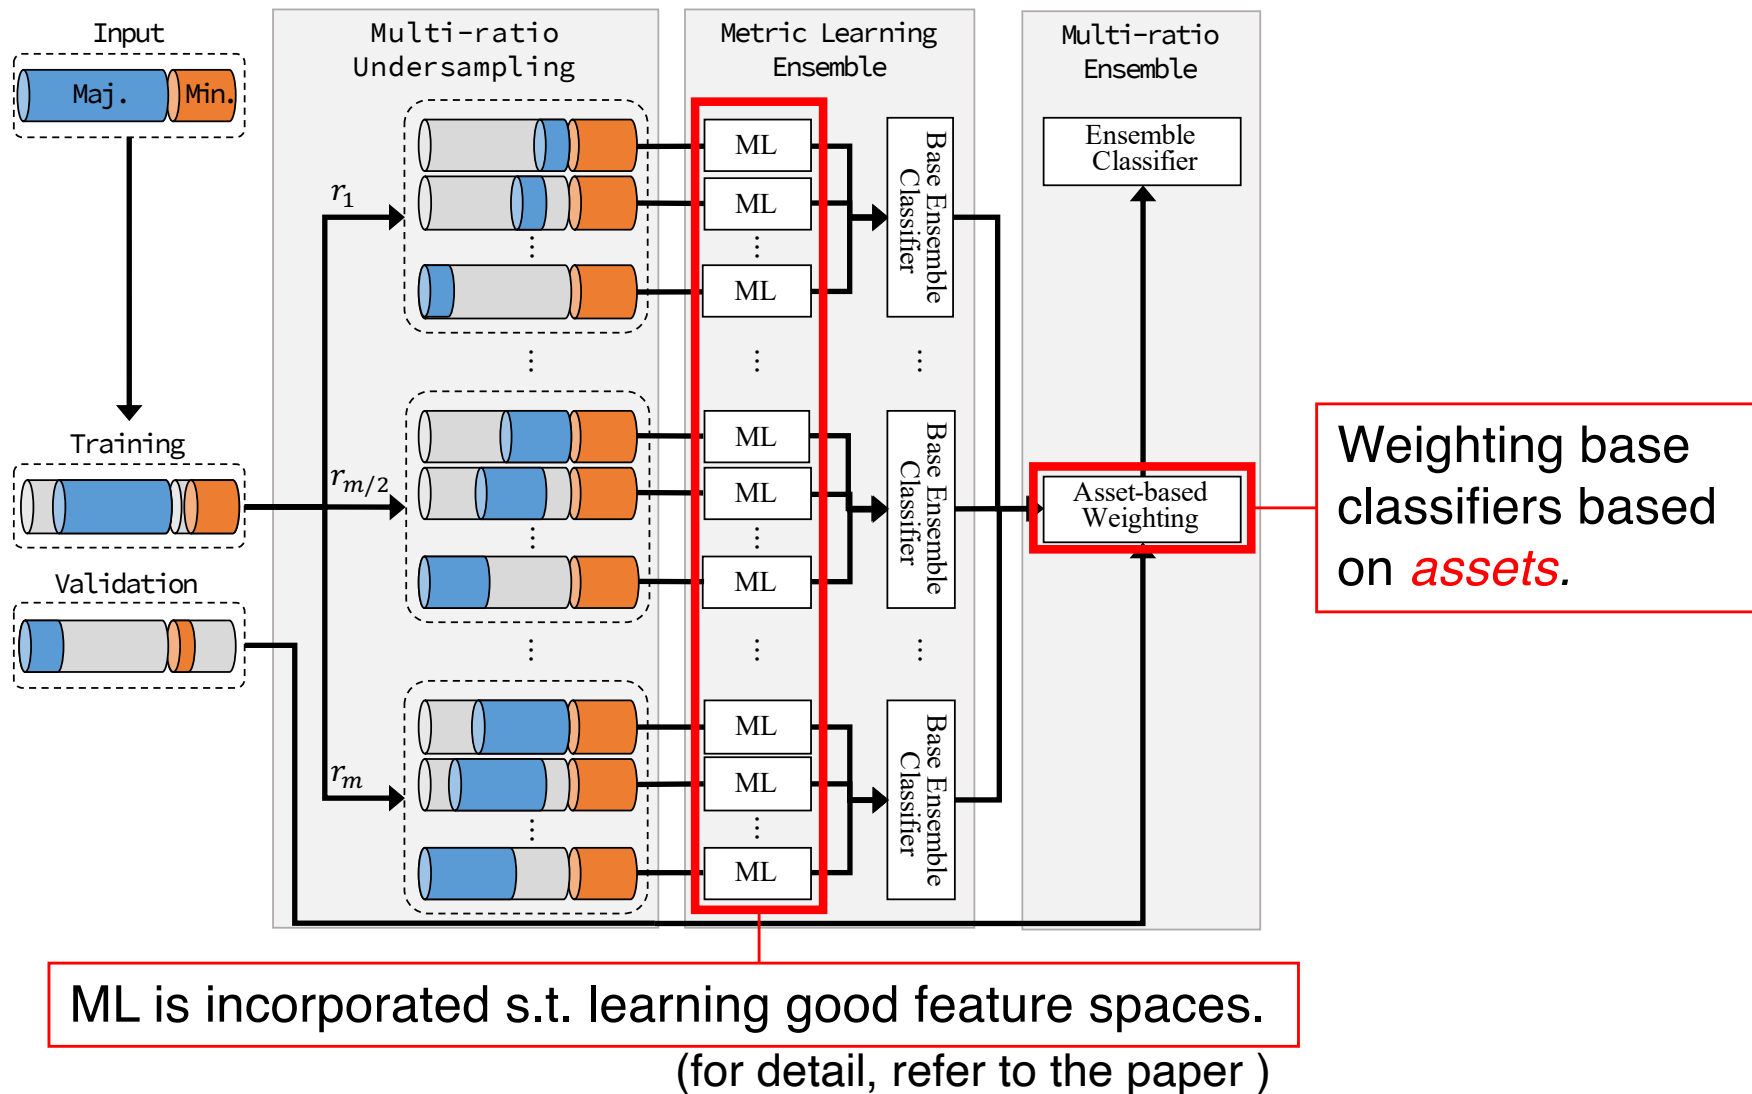 Input
Maj.
Min.
Training
Validation
Multi-ratio
Undersampling
r₁
r_{m/2}
r_m
...
...
...
...
...
Metric Learning
Ensemble
ML
ML
...
ML
...
ML
ML
...
ML
...
ML
ML
...
ML
Base Ensemble
Classifier
...
Base Ensemble
Classifier
...
Base Ensemble
Classifier
Multi-ratio
Ensemble
Ensemble
Classifier
Asset-based
Weighting
Weighting base
classifiers based
on assets.
ML is incorporated s.t. learning good feature spaces.
(for detail, refer to the paper )